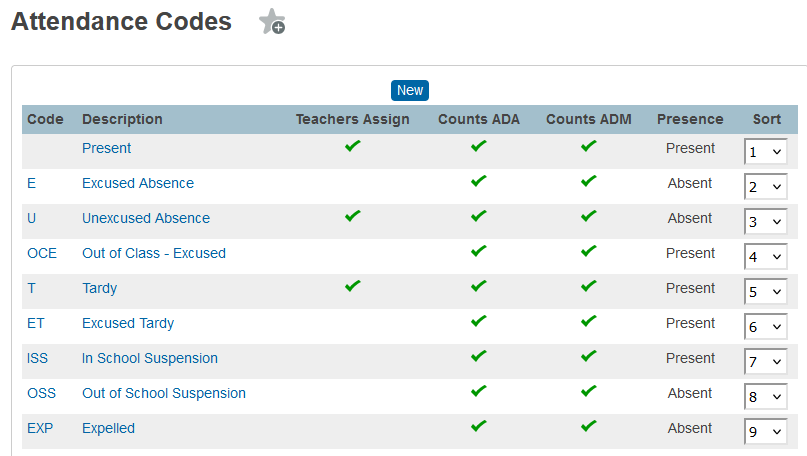 Attendance Codes
New
Code Description Teachers Assign Counts ADA Counts ADM Presence Sort
Present Present 1
E Excused Absence Absent 2
U Unexcused Absence Absent 3
OCE Out of Class - Excused Present 4
T Tardy Present 5
ET Excused Tardy Present 6
ISS In School Suspension Present 7
OSS Out of School Suspension Absent 8
EXP Expelled Absent 9